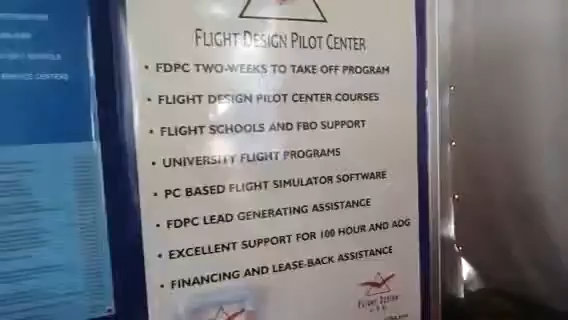 FLIGHT DESIGN PILOT CENTER
• FDPC TWO-WEEKS TO TAKE OFF PROGRAM
• FLIGHT DESIGN PILOT CENTER COURSES
• FLIGHT SCHOOLS AND FBO SUPPORT
• UNIVERSITY FLIGHT PROGRAMS
• PC BASED FLIGHT SIMULATOR SOFTWARE
• FDPC LEAD GENERATING ASSISTANCE
• EXCELLENT SUPPORT FOR 100 HOUR AND AOG
• FINANCING AND LEASE-BACK ASSISTANCE
FLIGHT DESIGN